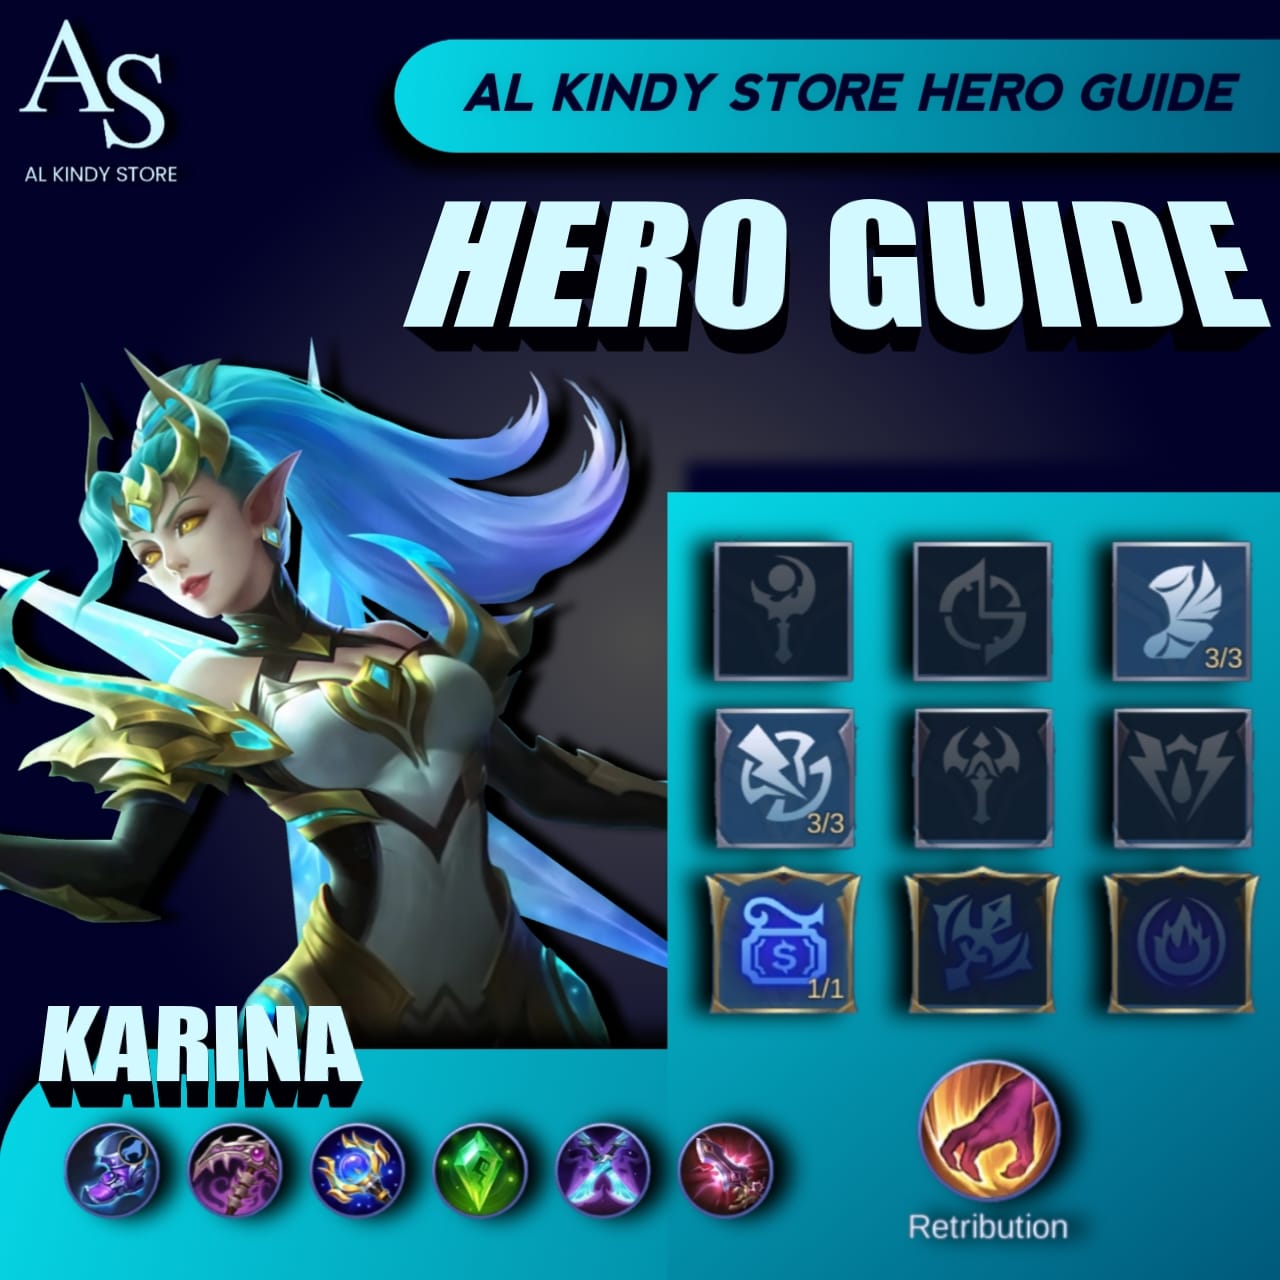 AS
AL KINDY STORE
AL KINDY STORE HERO GUIDE
HERO GUIDE
3/3
3/3
$
1/1
KARINA
Retribution